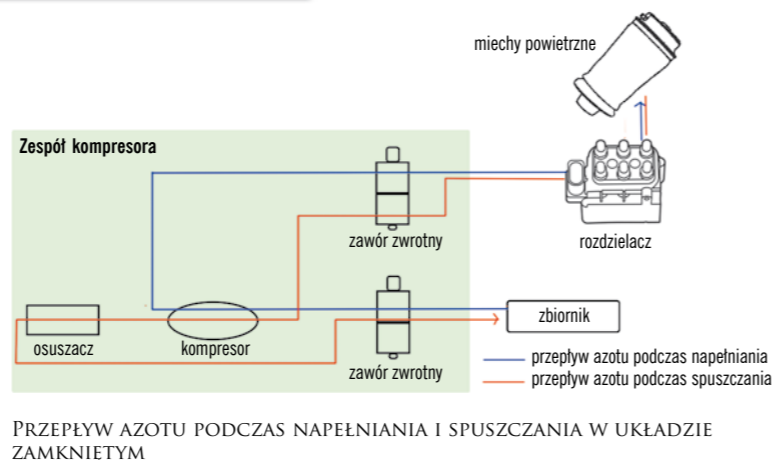 miechy powietrzne
Zespół kompresora
zawór zwrotny
rozdzielacz
zbiornik
osuszacz
kompresor
zawór zwrotny
przepływ azotu podczas napełniania
przepływ azotu podczas spuszczania
Przepływ azotu podczas napełniania i spuszczania w układzie
zamkniętym